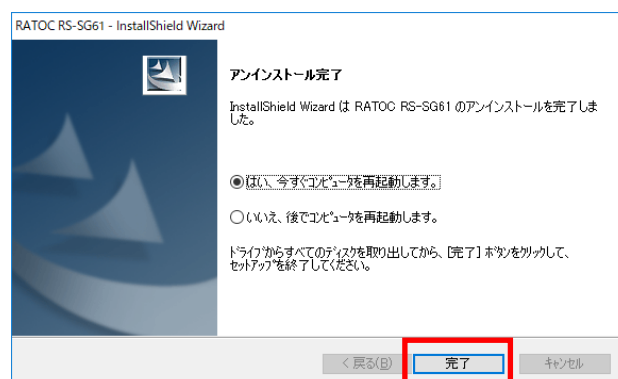 RATOC RS-SG61 - InstallShield Wizard
アンインストール完了
InstallShield Wizard は RATOC RS-SG61 のアンインストールを完了しま
した。
はい、今すぐコンピュータを再起動します。
いいえ、後でコンピュータを再起動します。
ドライブからすべてのディスクを取り出してから、[完了] ボタンをクリックして、
セットアップを終了してください。
< 戻る(B) 完了 キャンセル